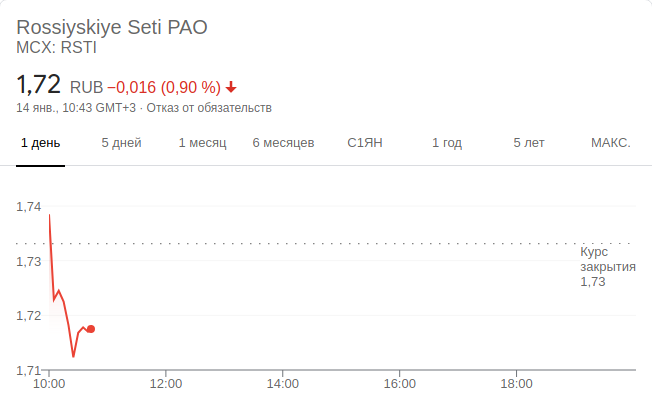 Rossiyskiye Seti PAO
MCX: RSTI
1,72 RUB −0,016 (0,90 %)
14 янв., 10:43 GMT+3 · Отказ от обязательств
1 день 5 дней 1 месяц 6 месяцев С1ЯН 1 год 5 лет МАКС.
1,74
Курс
1,73 закрытия
1,73
1,72
1,71
10:00 12:00 14:00 16:00 18:00